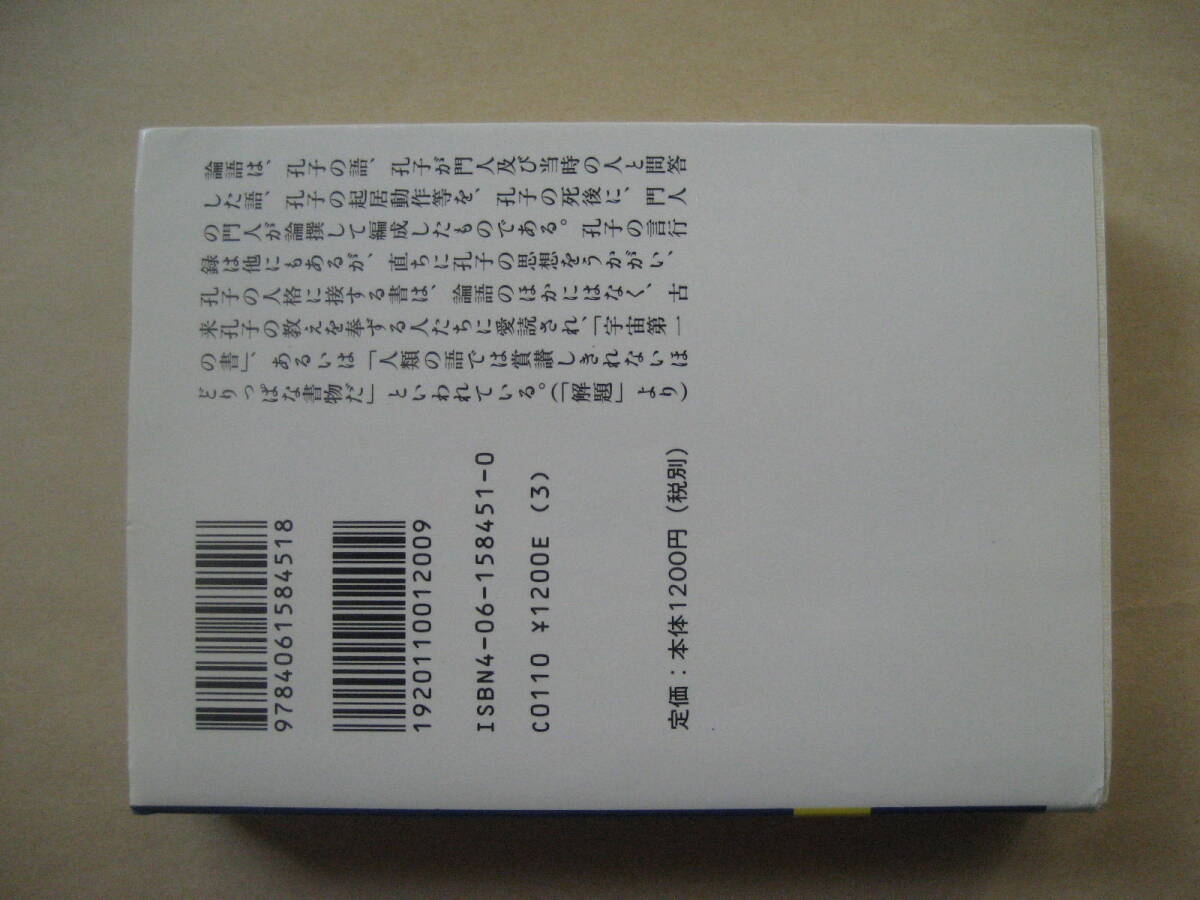 論語は、孔子の語、孔子が門人及び当時の人と問答
した語、孔子の起居動作等を、孔子の死後に、門人
の門人が論撰して編成したものである。孔子の言行
録は他にもあるが、直ちに孔子の思想をうかがい、
孔子の人格に接する書は、論語のほかにはなく、古
来孔子の教えを奉ずる人たちに愛読され、「宇宙第一
の書」、あるいは「人類の語では賞讃しきれないほ
どりっぱな書物だ」といわれている。(「解題」より)
9784061584518
1920110012009
ISBN4-06-158451-0
C0110 ¥1200E (3)
定価:本体1200円(税別)